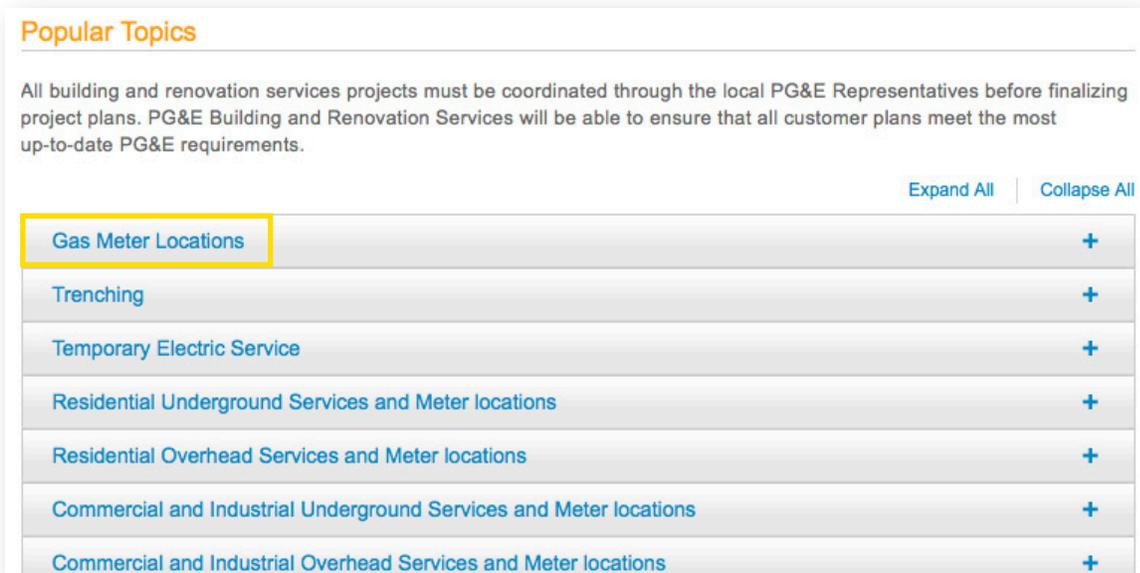 Popular Topics
All building and renovation services projects must be coordinated through the local PG&E Representatives before finalizing
project plans. PG&E Building and Renovation Services will be able to ensure that all customer plans meet the most
up-to-date PG&E requirements.
Expand All | Collapse All
Gas Meter Locations +
Trenching +
Temporary Electric Service +
Residential Underground Services and Meter locations +
Residential Overhead Services and Meter locations +
Commercial and Industrial Underground Services and Meter locations +
Commercial and Industrial Overhead Services and Meter locations +